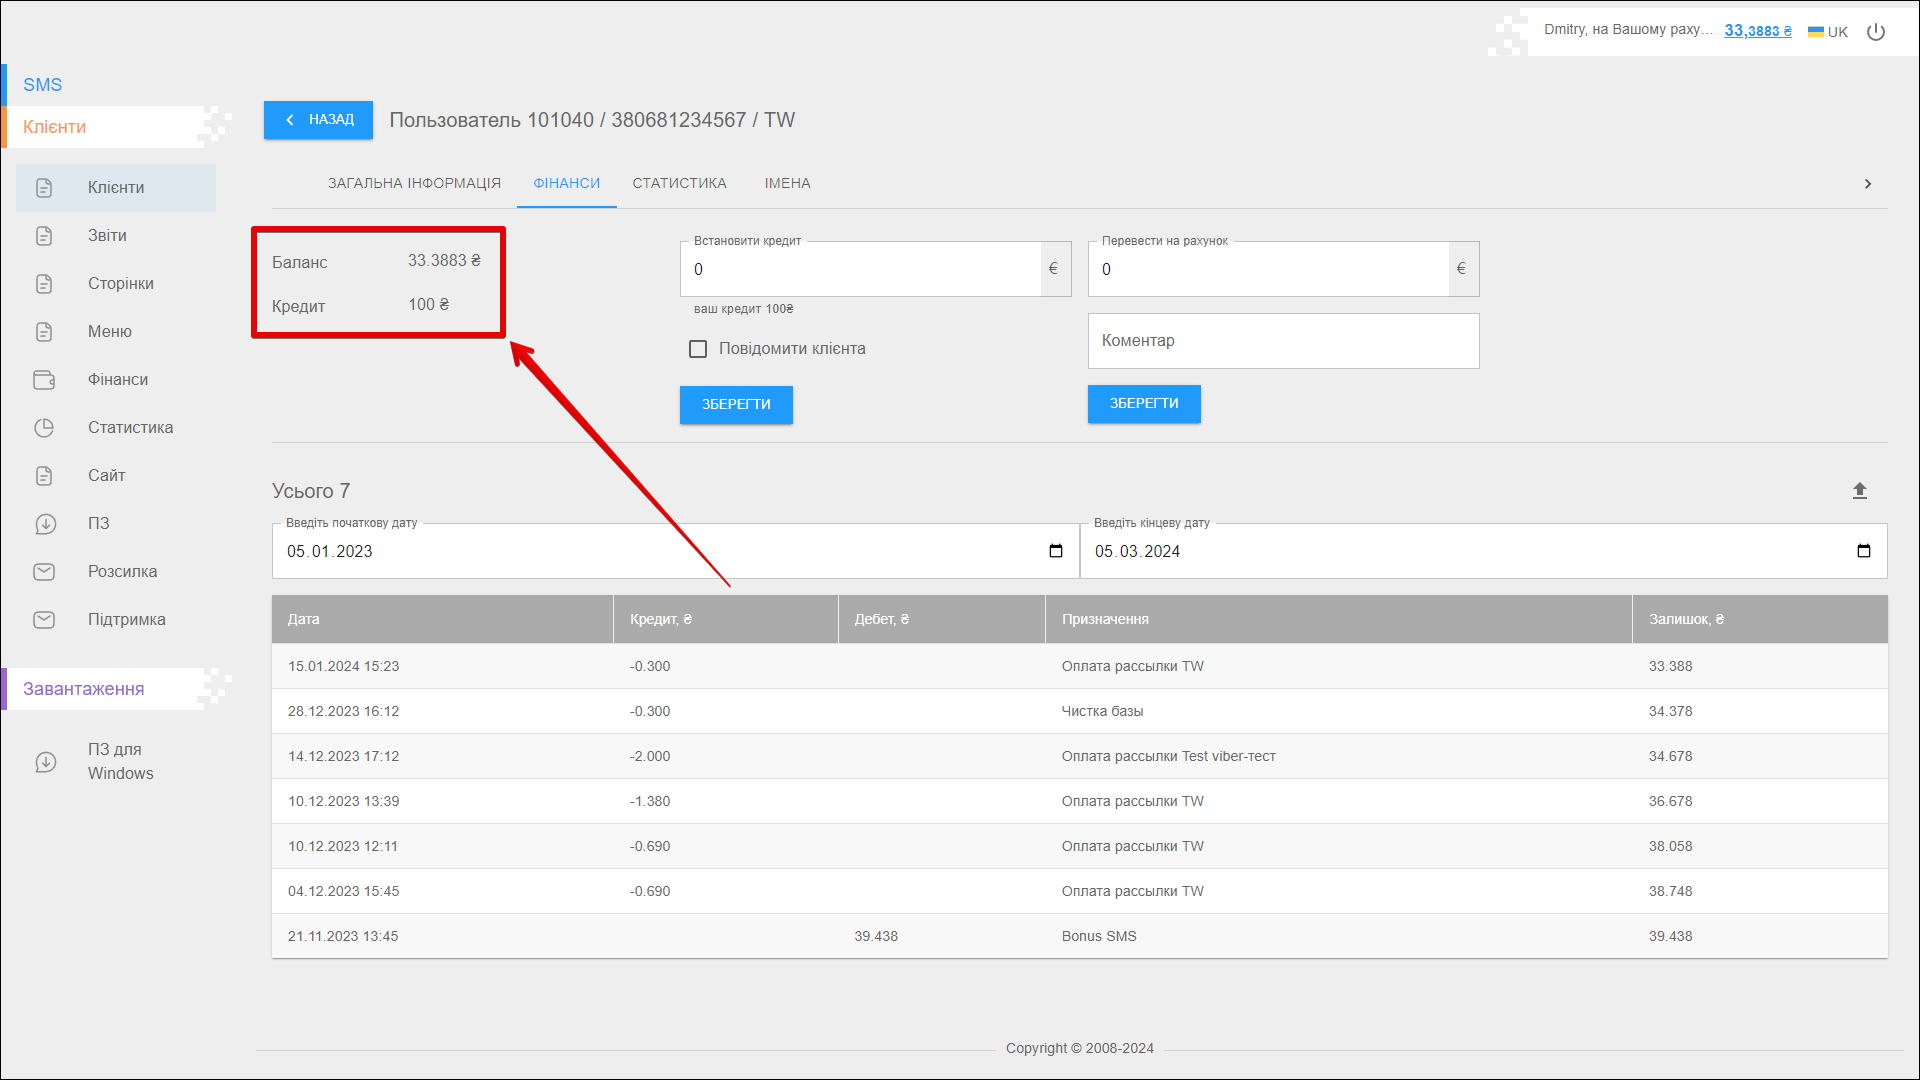 Dmitry, на Вашому раху... 33,3883 ₴ UK
SMS
Клієнти
Клієнти
Звіти
Сторінки
Меню
Фінанси
Статистика
Сайт
ПЗ
Розсилка
Підтримка
Завантаження
ПЗ для
Windows
НАЗАД Пользователь 101040 / 380681234567 / TW
ЗАГАЛЬНА ІНФОРМАЦІЯ ФІНАНСИ СТАТИСТИКА ІМЕНА
Баланс 33.3883 ₴
Кредит 100 ₴
Встановити кредит
0 €
ваш кредит 100₴
Повідомити клієнта
ЗБЕРЕГТИ
Перевести на рахунок
0 €
Коментар
ЗБЕРЕГТИ
Усього 7
Введіть початкову дату
05.01.2023
Введіть кінцеву дату
05.03.2024
Дата Кредит, ₴ Дебет, ₴ Призначення Залишок, ₴
15.01.2024 15:23 -0.300 Оплата рассылки TW 33.388
28.12.2023 16:12 -0.300 Чистка базы 34.378
14.12.2023 17:12 -2.000 Оплата рассылки Test viber-тест 34.678
10.12.2023 13:39 -1.380 Оплата рассылки TW 36.678
10.12.2023 12:11 -0.690 Оплата рассылки TW 38.058
04.12.2023 15:45 -0.690 Оплата рассылки TW 38.748
21.11.2023 13:45 39.438 Bonus SMS 39.438
Copyright © 2008-2024